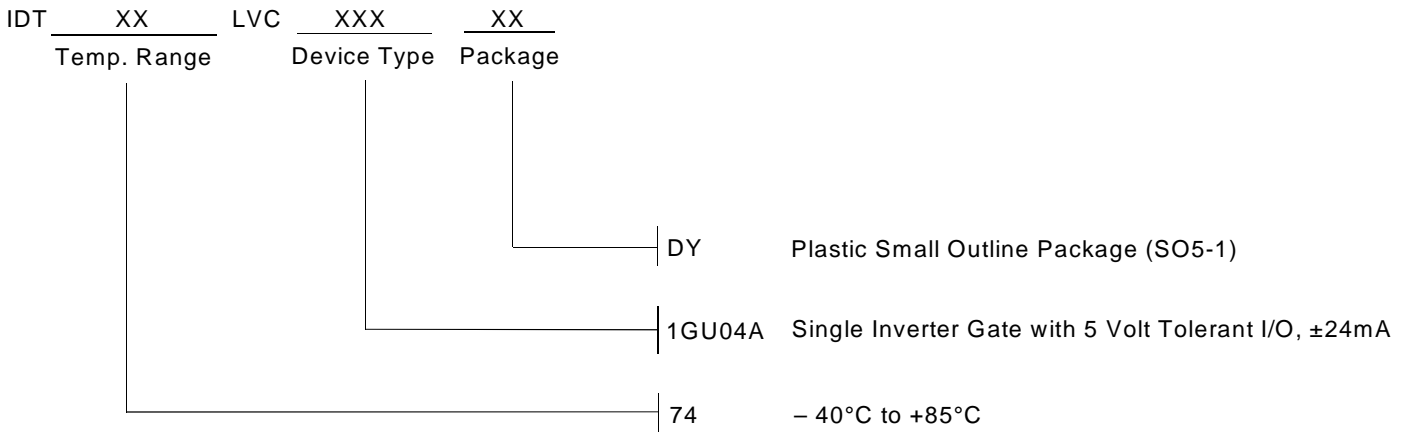 IDT XX LVC XXX XX
Temp. Range Device Type Package
DY Plastic Small Outline Package (SO5-1)
1GU04A Single Inverter Gate with 5 Volt Tolerant I/O, ±24mA
74 – 40°C to +85°C